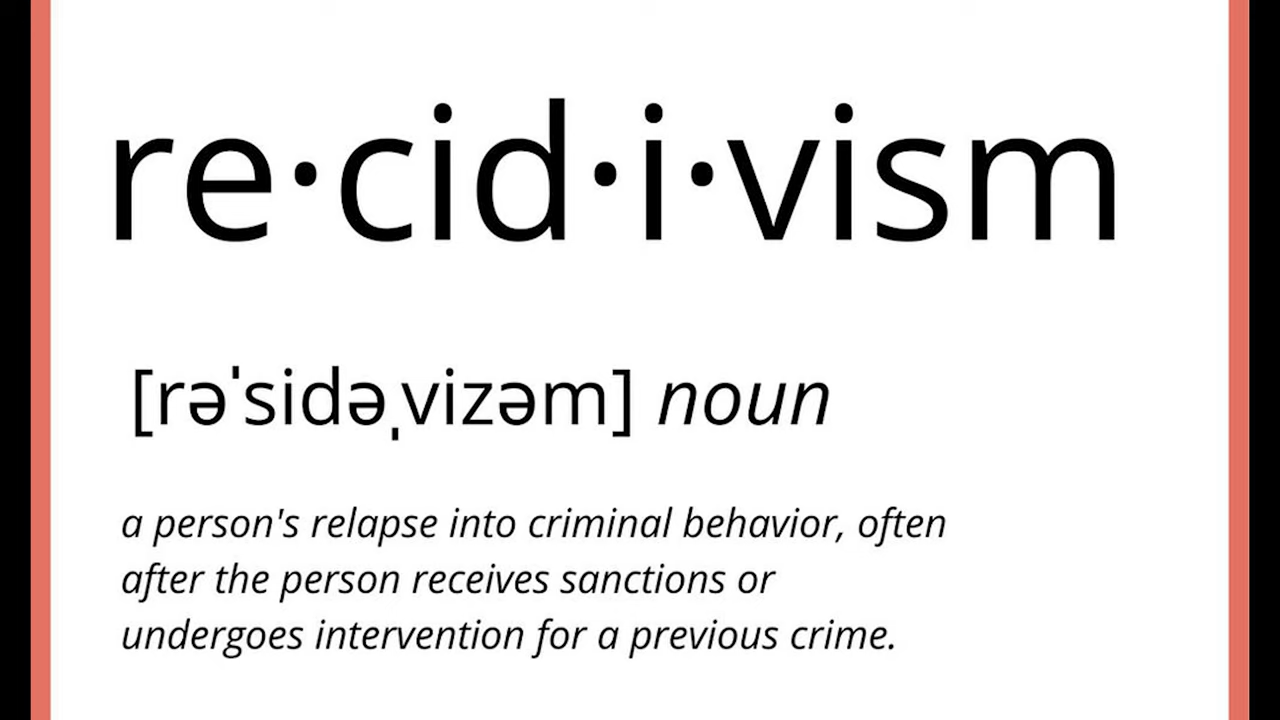 re·cid·i·vism
[rəˈsidəˌvizəm] noun
a person's relapse into criminal behavior, often
after the person receives sanctions or
undergoes intervention for a previous crime.